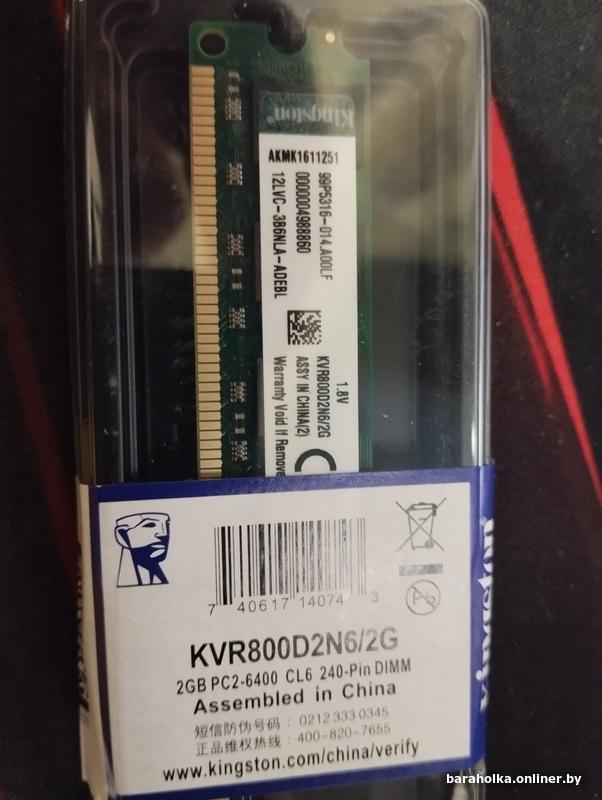 Kingston
AKMK1611251
99P5316-014.A00LF
0000004988860
12LVC-3B6NLA-ADEBL
1.8V
KVR800D2N6/2G
ASSY IN CHINA(2)
Warranty Void If Remove
7 40617 14074 3
KVR800D2N6/2G
2GB PC2-6400 CL6 240-Pin DIMM
Assembled in China
短信防伪号码： 0212 333 0345
正品维权热线： 400-820-7655
www.kingston.com/china/verify
Kingston
baraholka.onliner.by